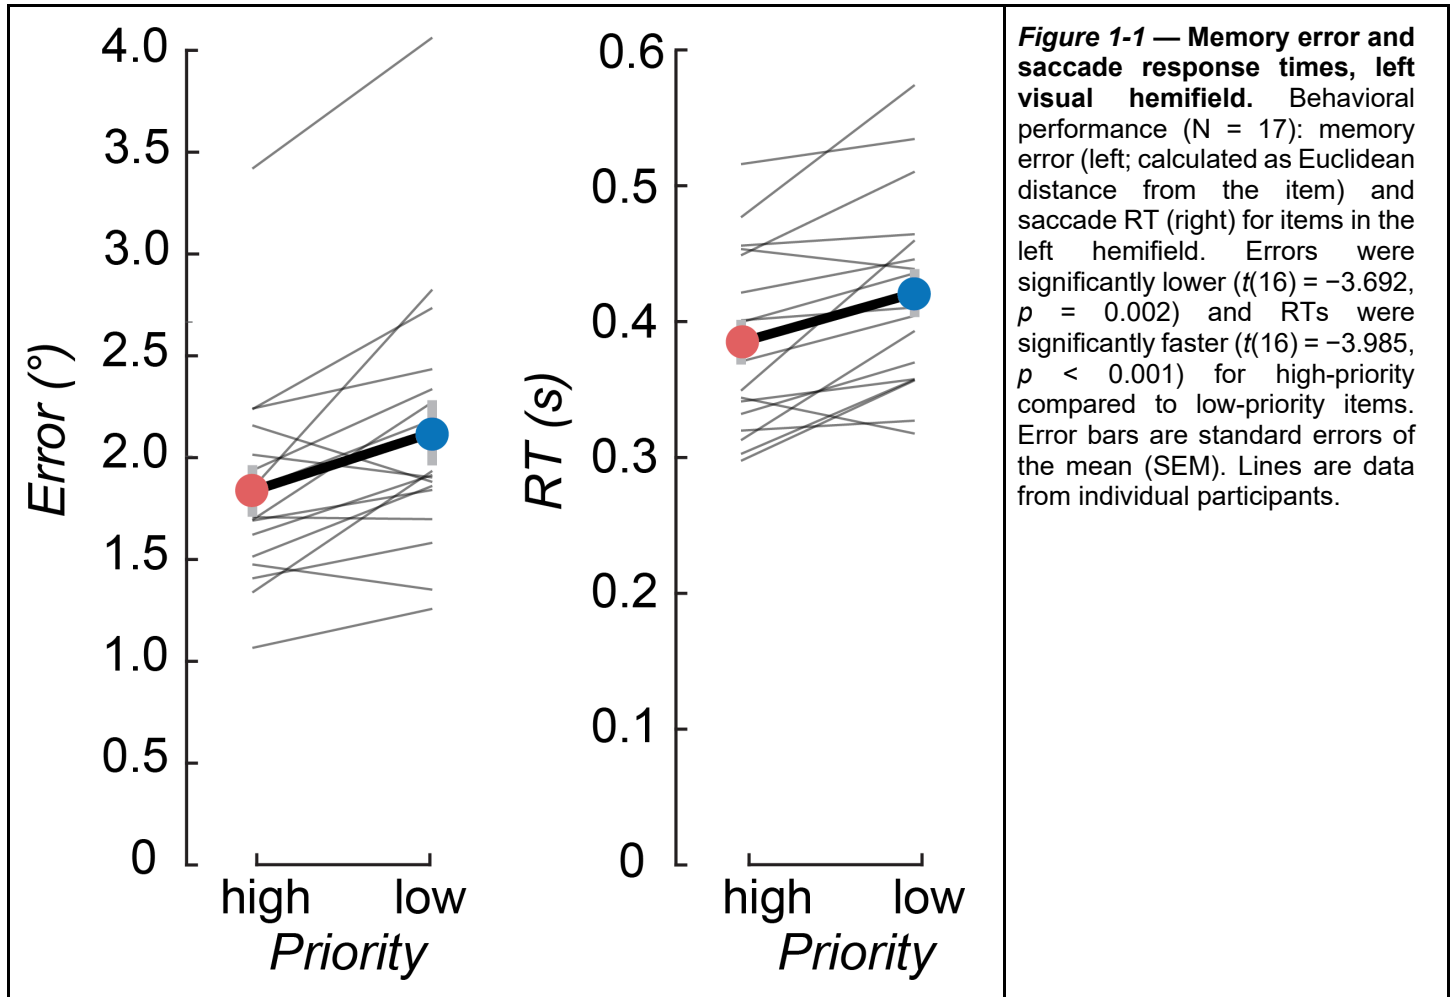 4.0
3.5
3.0
2.5
2.0
1.5
1.0
0.5
0
Error (°)
high low
Priority
0.6
0.5
0.4
0.3
0.2
0.1
0
RT (s)
high low
Priority
Figure 1-1 — Memory error and
saccade response times, left
visual hemifield. Behavioral
performance (N = 17): memory
error (left; calculated as Euclidean
distance from the item) and
saccade RT (right) for items in the
left hemifield. Errors were
significantly lower (t(16) = −3.692,
p = 0.002) and RTs were
significantly faster (t(16) = −3.985,
p < 0.001) for high-priority
compared to low-priority items.
Error bars are standard errors of
the mean (SEM). Lines are data
from individual participants.